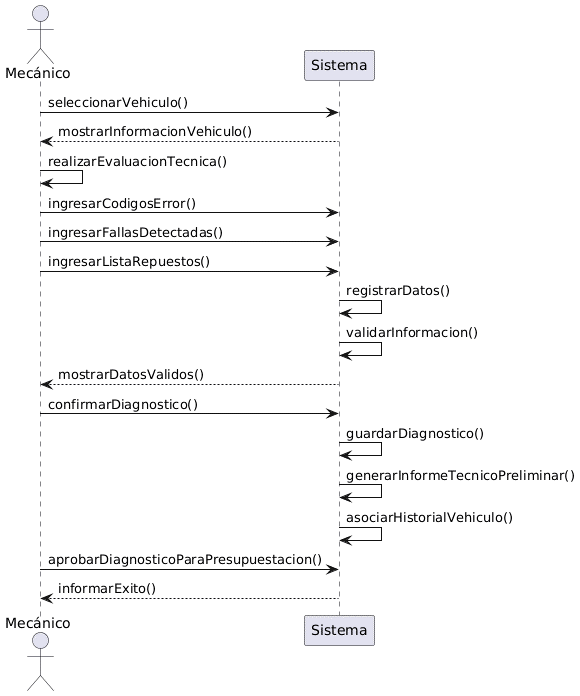 Mecánico
Sistema
seleccionarVehiculo()
mostrarInformacionVehiculo()
realizarEvaluacionTecnica()
ingresarCodigosError()
ingresarFallasDetectadas()
ingresarListaRepuestos()
registrarDatos()
validarInformacion()
mostrarDatosValidos()
confirmarDiagnostico()
guardarDiagnostico()
generarInformeTecnicoPreliminar()
asociarHistorialVehiculo()
aprobarDiagnosticoParaPresupuestacion()
informarExito()
Mecánico
Sistema